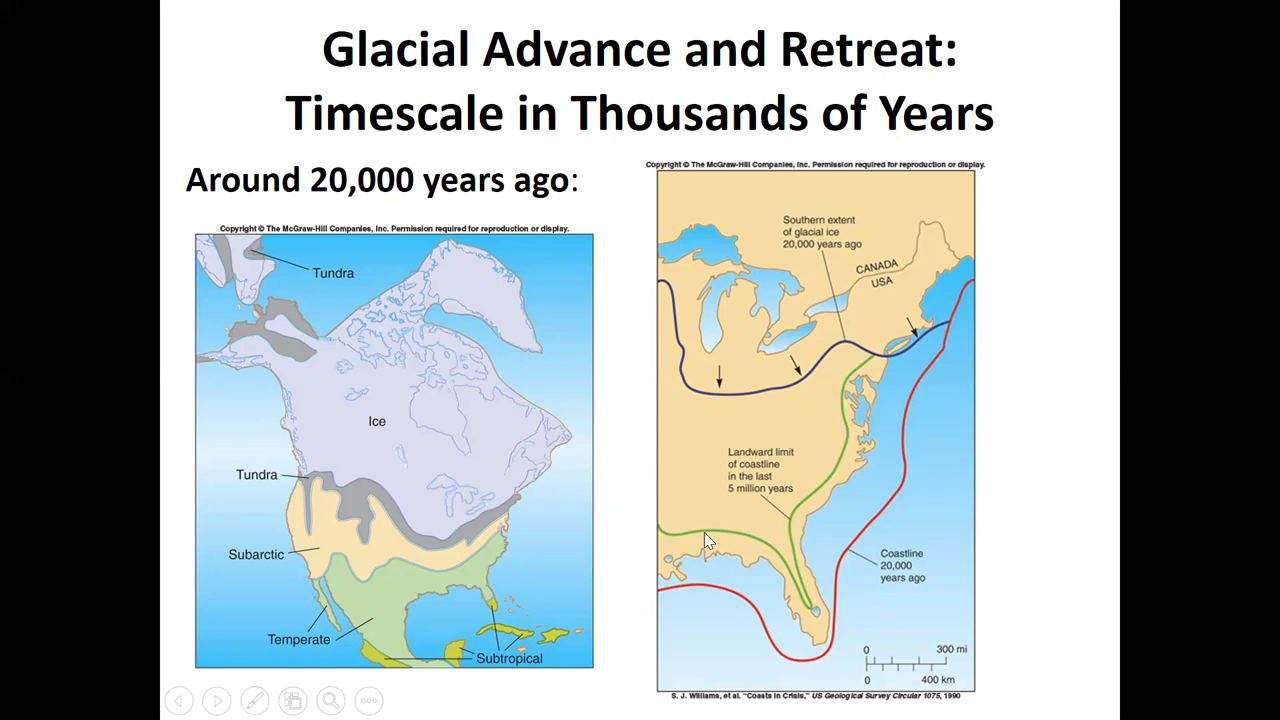 Glacial Advance and Retreat:
Timescale in Thousands of Years
Around 20,000 years ago:
Copyright © The McGraw-Hill Companies, Inc. Permission required for reproduction or display.
Tundra
Ice
Tundra
Subarctic
Temperate
Subtropical
Copyright © The McGraw-Hill Companies, Inc. Permission required for reproduction or display.
Southern extent
of glacial ice
20,000 years ago
CANADA
USA
Landward limit
of coastline
in the last
5 million years
Coastline
20,000
years ago
0 300 mi
0 400 km
S. J. Williams, et al. "Coasts in Crisis," US Geological Survey Circular 1075, 1990